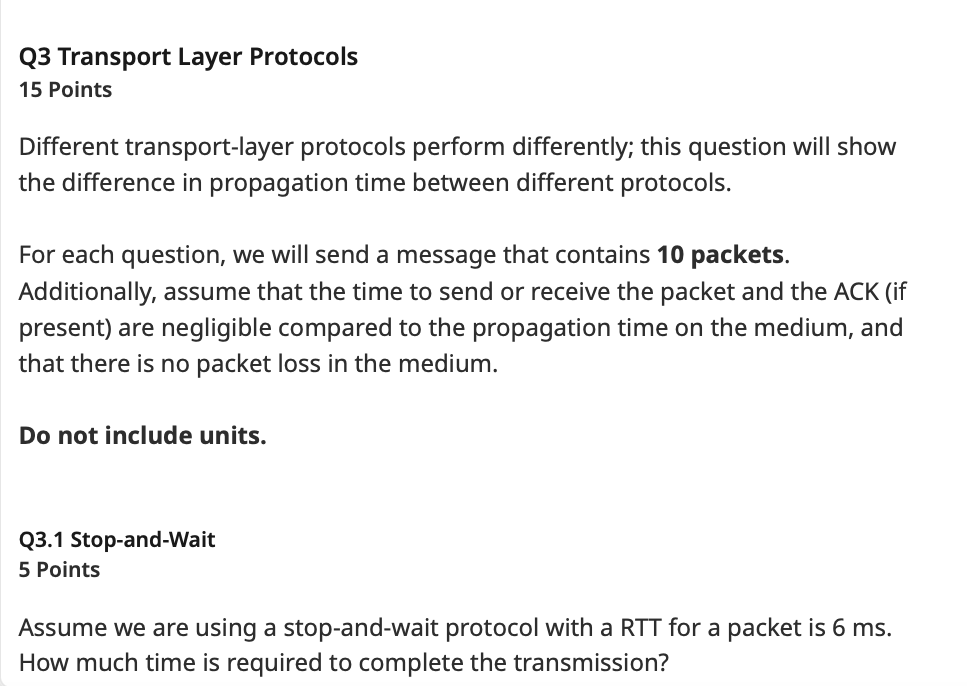 Q3 Transport Layer Protocols
15 Points
Different transport-layer protocols perform differently; this question will show
the difference in propagation time between different protocols.
For each question, we will send a message that contains 10 packets.
Additionally, assume that the time to send or receive the packet and the ACK (if
present) are negligible compared to the propagation time on the medium, and
that there is no packet loss in the medium.
Do not include units.
Q3.1 Stop-and-Wait
5 Points
Assume we are using a stop-and-wait protocol with a RTT for a packet is 6 ms.
How much time is required to complete the transmission?